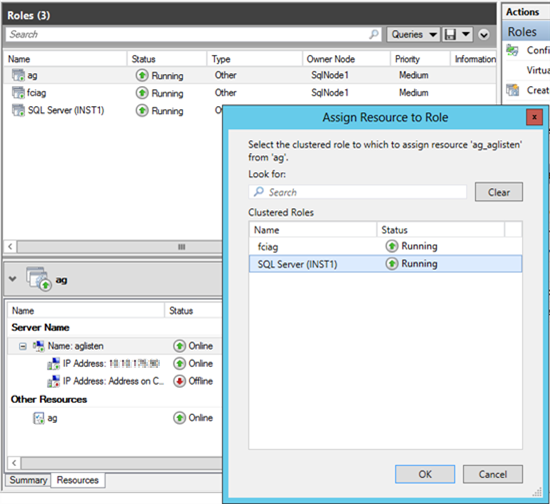 Roles (3)
Search
Queries
Name Status Type Owner Node Priority Information
ag Running Other SqlNode1 Medium
fciag Running Other SqlNode1 Medium
SQL Server (INST1) Running
Actions
Roles
Confi
Virtua
Create
Assign Resource to Role
x
Select the clustered role to which to assign resource 'ag_aglisten'
from 'ag'.
Look for:
Search Clear
Clustered Roles
Name Status
fciag Running
SQL Server (INST1) Running
OK Cancel
ag
Name Status
Server Name
Name: aglisten Online
IP Address: Online
IP Address: Address on C... Offline
Other Resources
ag Online
Summary Resources